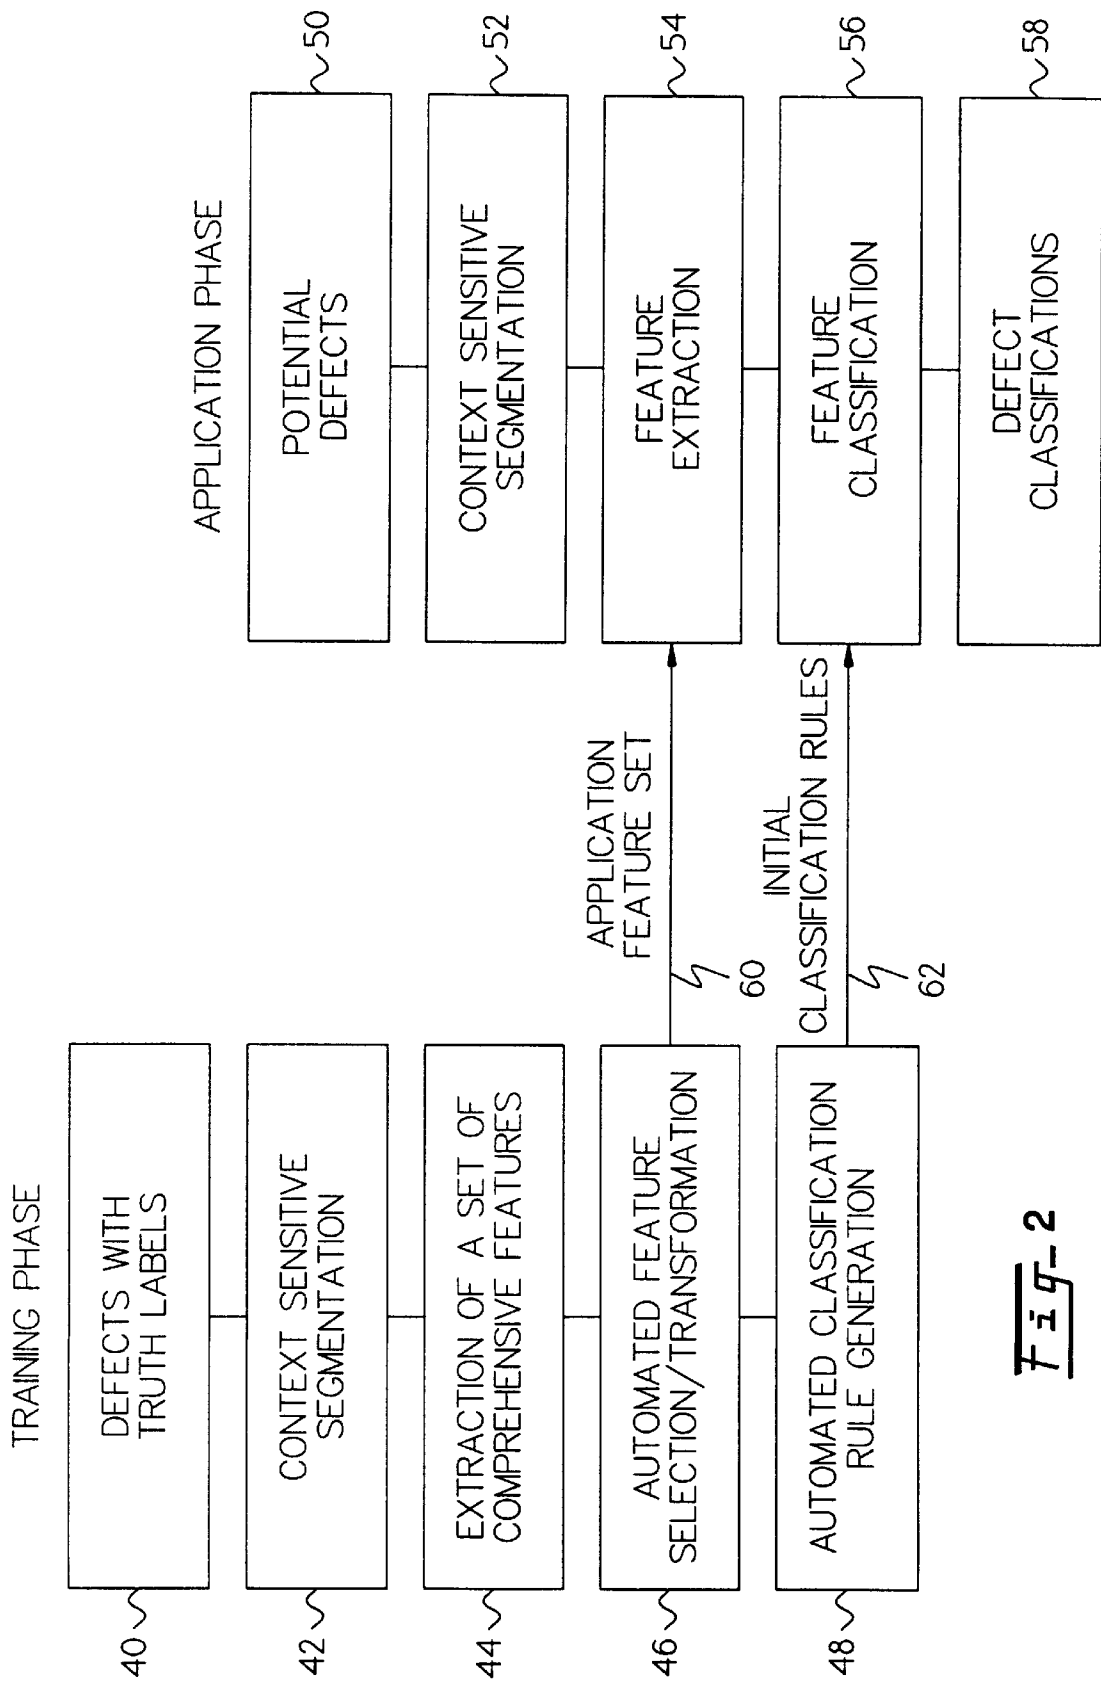 TRAINING PHASE
40
DEFECTS WITH
TRUTH LABELS
42
CONTEXT SENSITIVE
SEGMENTATION
44
EXTRACTION OF A SET OF
COMPREHENSIVE FEATURES
46
AUTOMATED FEATURE
SELECTION/TRANSFORMATION
48
AUTOMATED CLASSIFICATION
RULE GENERATION
APPLICATION
FEATURE SET
60
INITIAL
CLASSIFICATION RULES
62
APPLICATION PHASE
POTENTIAL
DEFECTS
50
CONTEXT SENSITIVE
SEGMENTATION
52
FEATURE
EXTRACTION
54
FEATURE
CLASSIFICATION
56
DEFECT
CLASSIFICATIONS
58
Fig-2